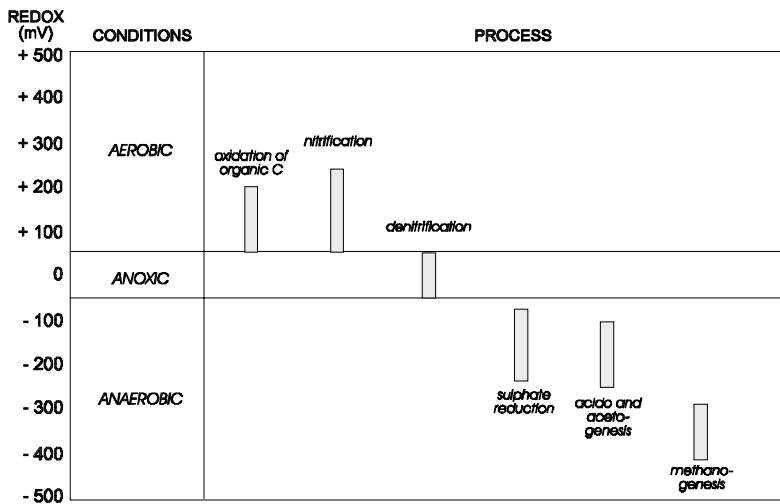 REDOX
(mV)
CONDITIONS
PROCESS
+ 500
+ 400
+ 300
+ 200
+ 100
0
- 100
- 200
- 300
- 400
- 500
AEROBIC
ANOXIC
ANAEROBIC
oxidation of
organic C
nitrification
denitrification
sulphate
reduction
acido and
aceto-
genesis
methano-
genesis